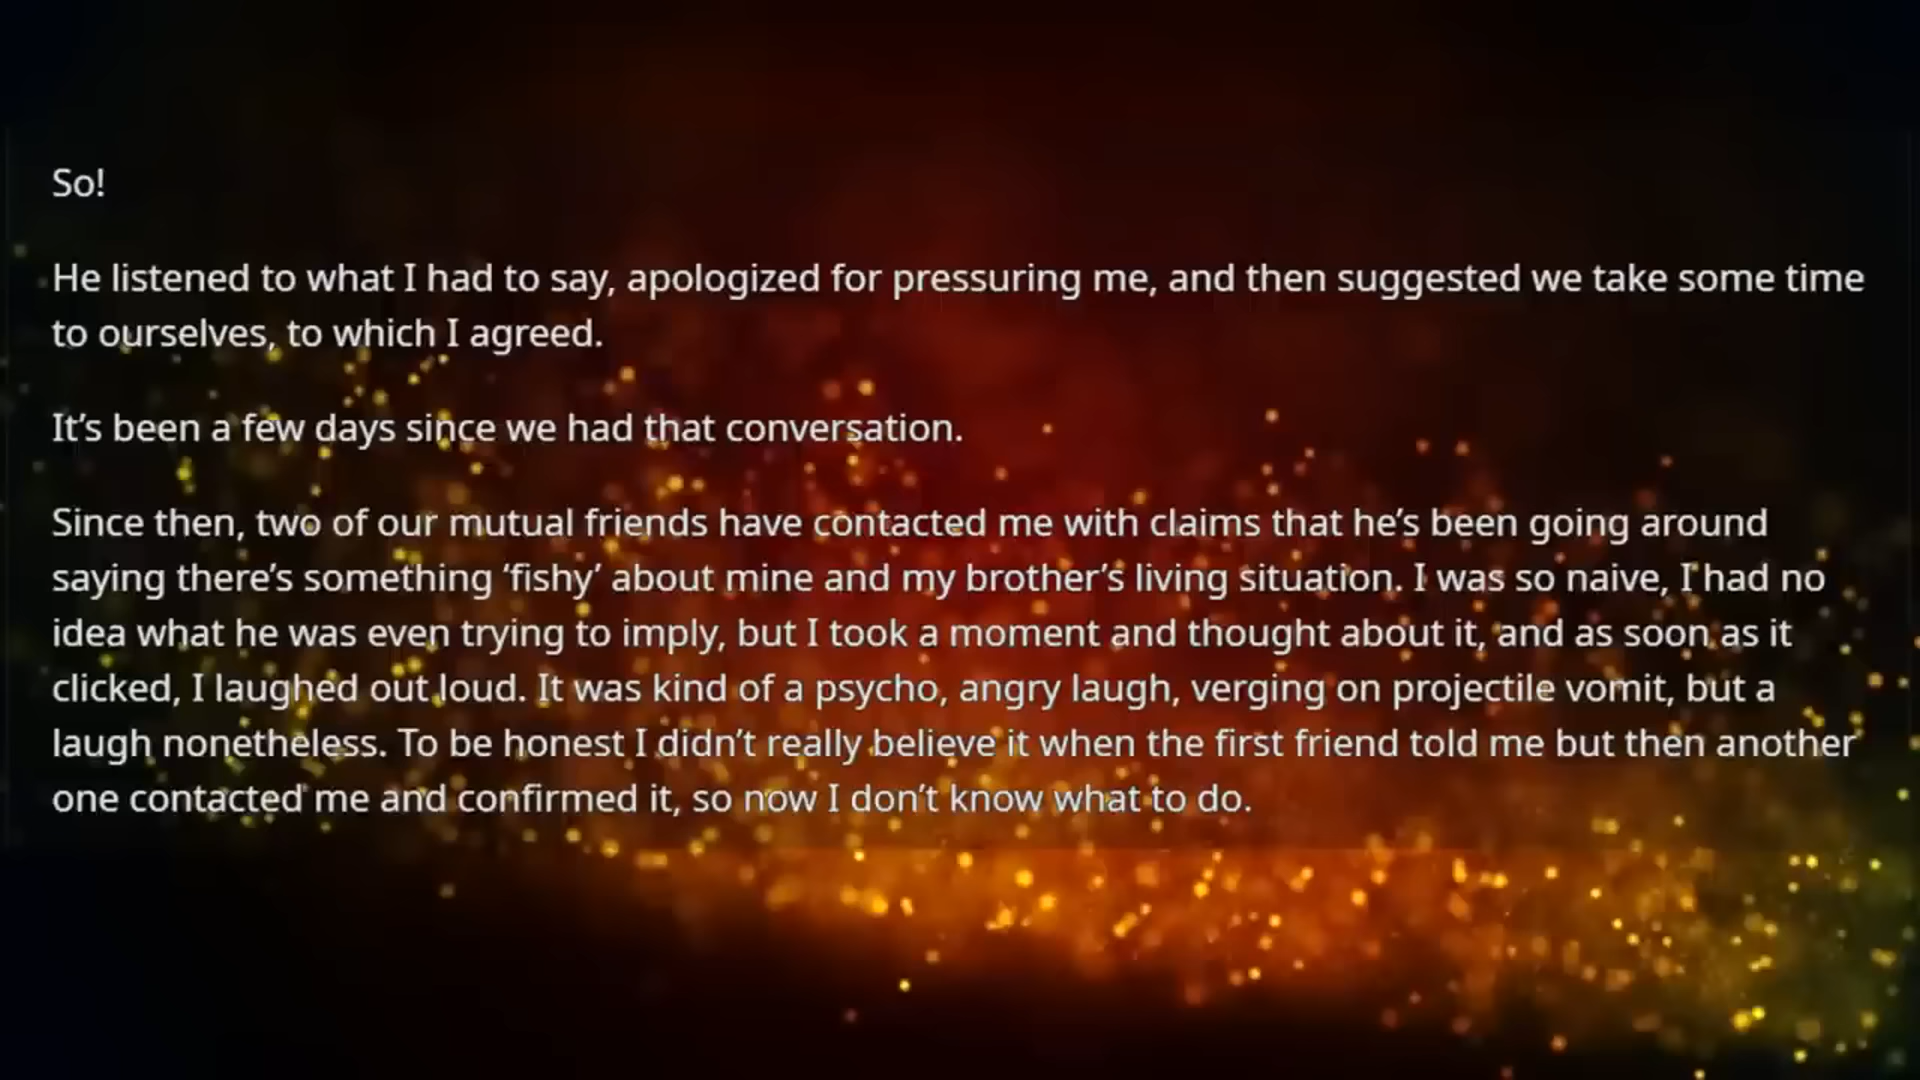 So!
He listened to what I had to say, apologized for pressuring me, and then suggested we take some time
to ourselves, to which I agreed.
It’s been a few days since we had that conversation.
Since then, two of our mutual friends have contacted me with claims that he’s been going around
saying there’s something ‘fishy’ about mine and my brother’s living situation. I was so naive, I had no
idea what he was even trying to imply, but I took a moment and thought about it, and as soon as it
clicked, I laughed out loud. It was kind of a psycho, angry laugh, verging on projectile vomit, but a
laugh nonetheless. To be honest I didn’t really believe it when the first friend told me but then another
one contacted me and confirmed it, so now I don’t know what to do.